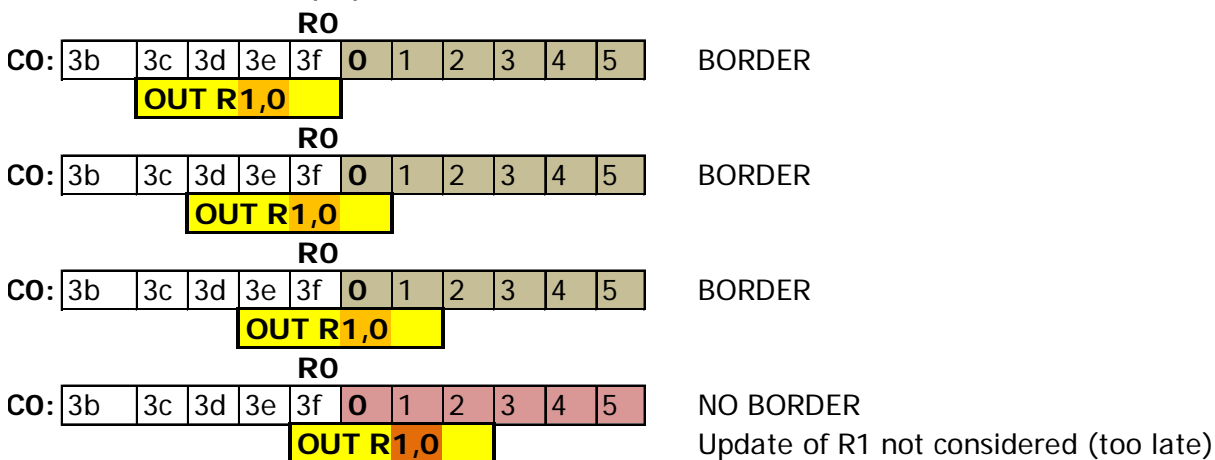 R0
C0: 3b 3c 3d 3e 3f 0 1 2 3 4 5 BORDER
OUT R1,0
R0
C0: 3b 3c 3d 3e 3f 0 1 2 3 4 5 BORDER
OUT R1,0
R0
C0: 3b 3c 3d 3e 3f 0 1 2 3 4 5 BORDER
OUT R1,0
R0
C0: 3b 3c 3d 3e 3f 0 1 2 3 4 5 NO BORDER
OUT R1,0 Update of R1 not considered (too late)